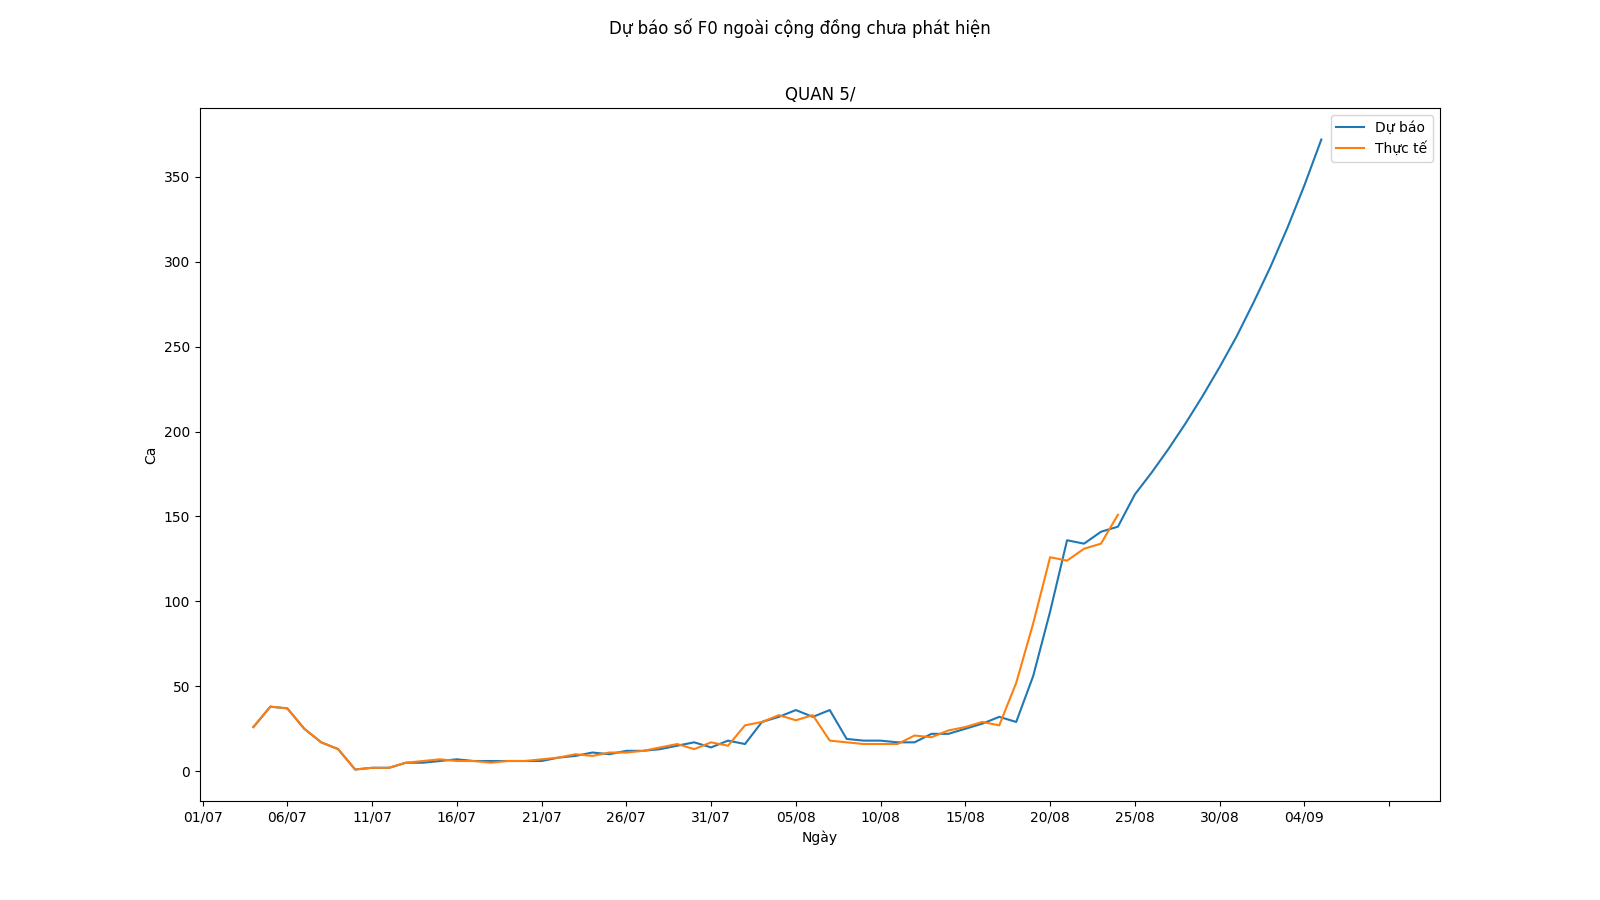 Dự báo số F0 ngoài cộng đồng chưa phát hiện
QUAN 5/
Dự báo
Thực tế
350
300
250
200
150
100
50
0
Ca
01/07 06/07 11/07 16/07 21/07 26/07 31/07 05/08 10/08 15/08 20/08 25/08 30/08 04/09
Ngày